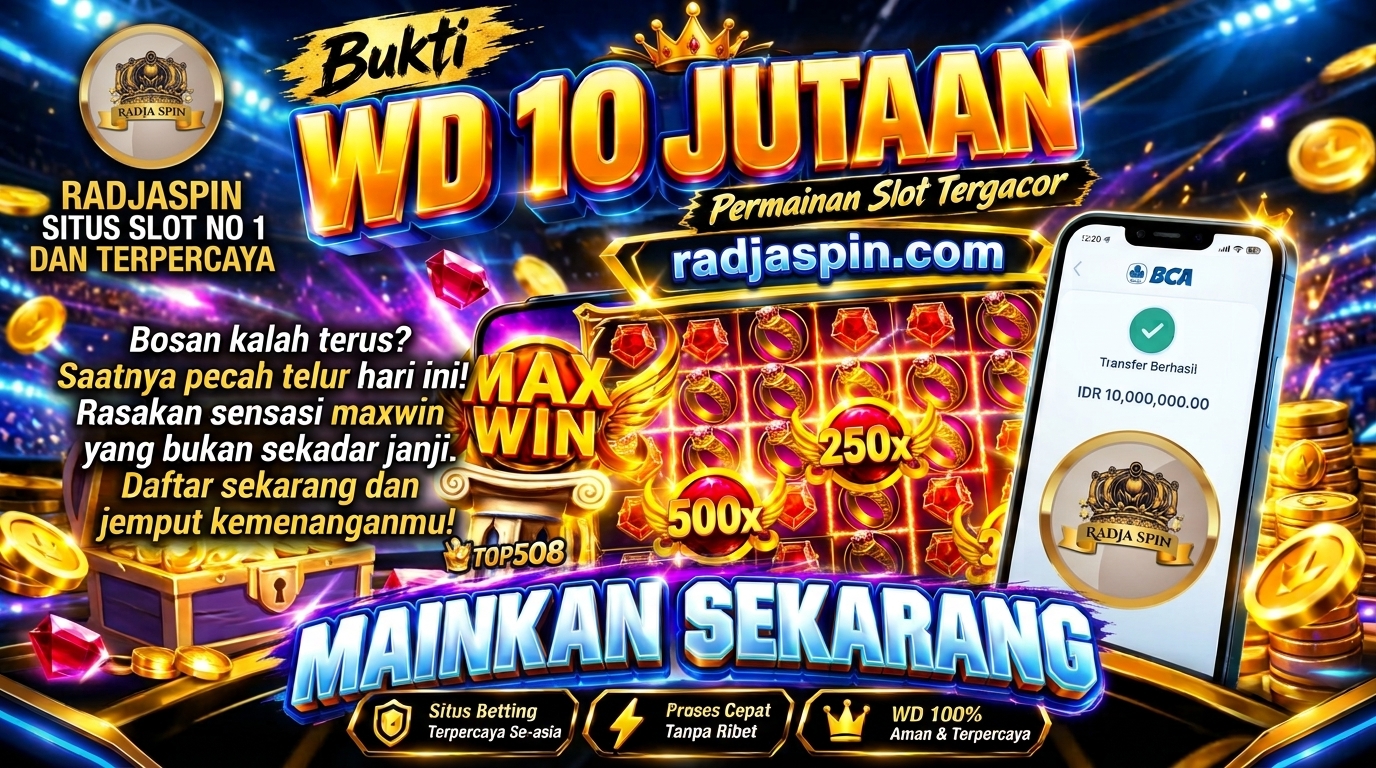 Bukti
WD 10 JUTAAN
Permainan Slot Tergacor
radjaspin.com
RADJA SPIN
RADJASPIN
SITUS SLOT NO 1
DAN TERPERCAYA
Bosan kalah terus?
Saatnya pecah telur hari ini!
Rasakan sensasi maxwin
yang bukan sekadar janji.
Daftar sekarang dan
jemput kemenanganmu!
MAX
WIN
250x
500x
TOP508
12:20
BCA
Transfer Berhasil
IDR 10,000,000.00
RADJA SPIN
MAINKAN SEKARANG
Situs Betting
Terpercaya Se-asia
Proses Cepat
Tanpa Ribet
WD 100%
Aman & Terpercaya